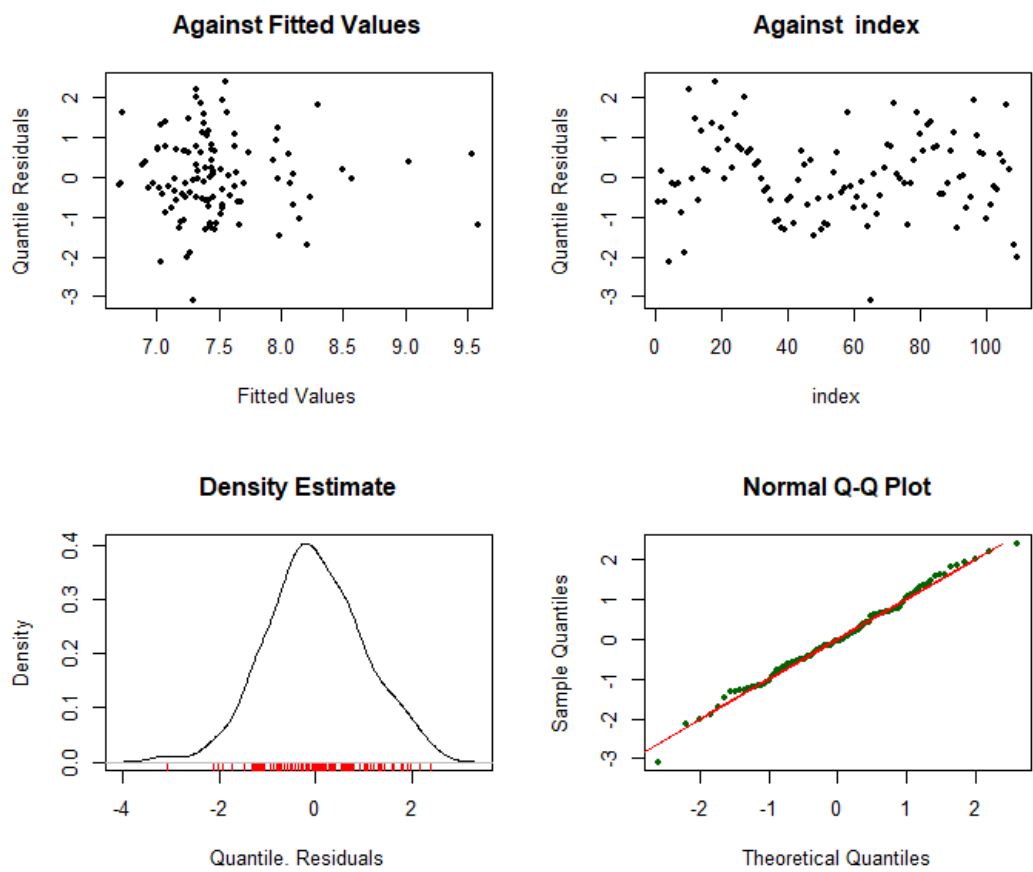 Against Fitted Values
Quantile Residuals
2
1
0
-1
-2
-3
7.0 7.5 8.0 8.5 9.0 9.5
Fitted Values
Against  index
Quantile Residuals
2
1
0
-1
-2
-3
0 20 40 60 80 100
index
Density Estimate
Density
0.4
0.3
0.2
0.1
0.0
-4 -2 0 2
Quantile. Residuals
Normal Q-Q Plot
Sample Quantiles
2
1
0
-1
-2
-3
-2 -1 0 1 2
Theoretical Quantiles